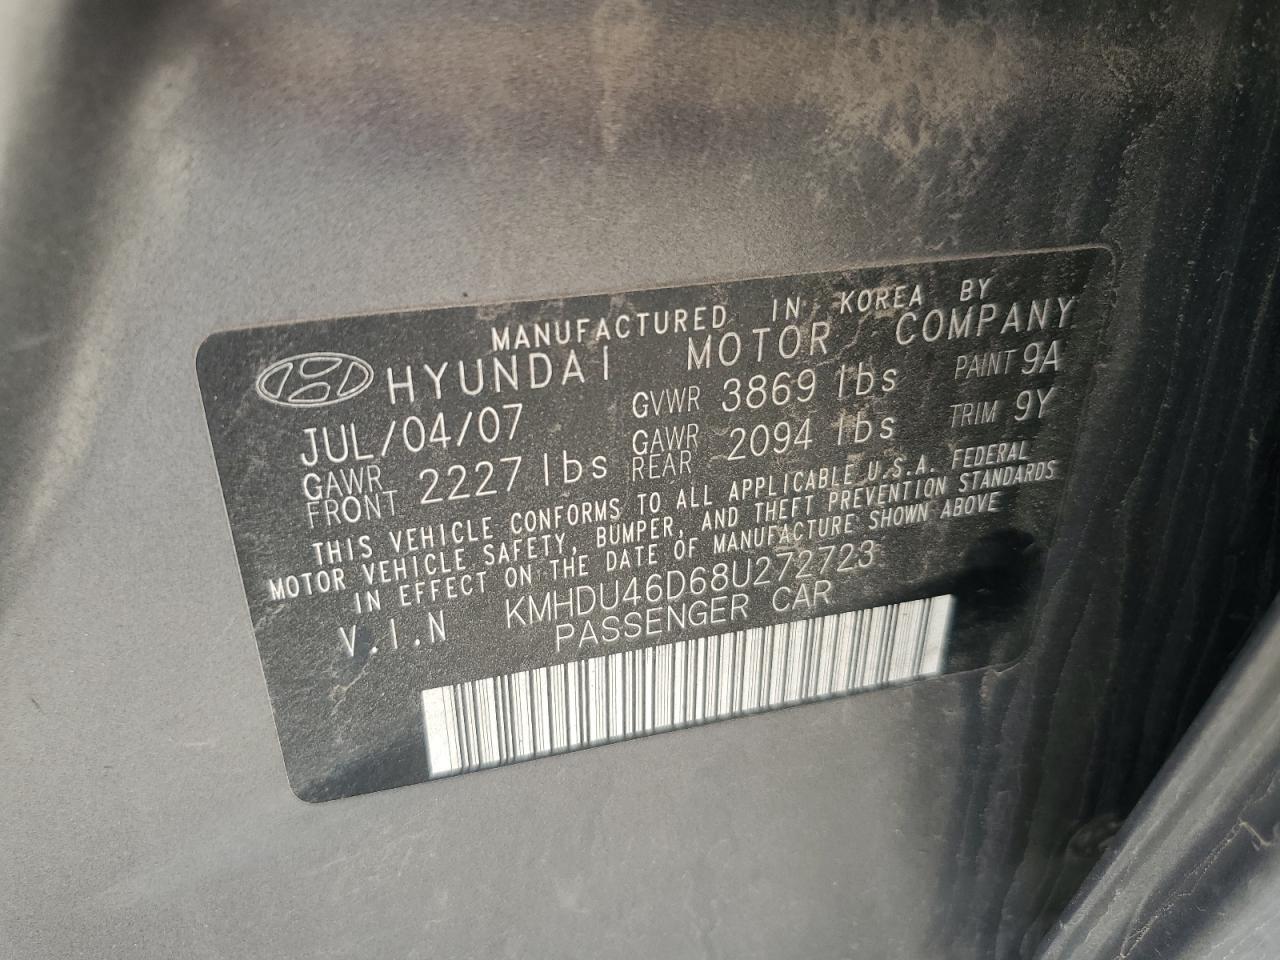 MANUFACTURED IN KOREA BY
HYUNDAI MOTOR COMPANY
JUL/04/07 GVWR 3869 lbs PAINT 9A
GAWR FRONT 2227 lbs GAWR REAR 2094 lbs TRIM 9Y
THIS VEHICLE CONFORMS TO ALL APPLICABLE U.S.A. FEDERAL
MOTOR VEHICLE SAFETY, BUMPER, AND THEFT PREVENTION STANDARDS
IN EFFECT ON THE DATE OF MANUFACTURE SHOWN ABOVE
V.I.N KMHDU46D68U272723
PASSENGER CAR